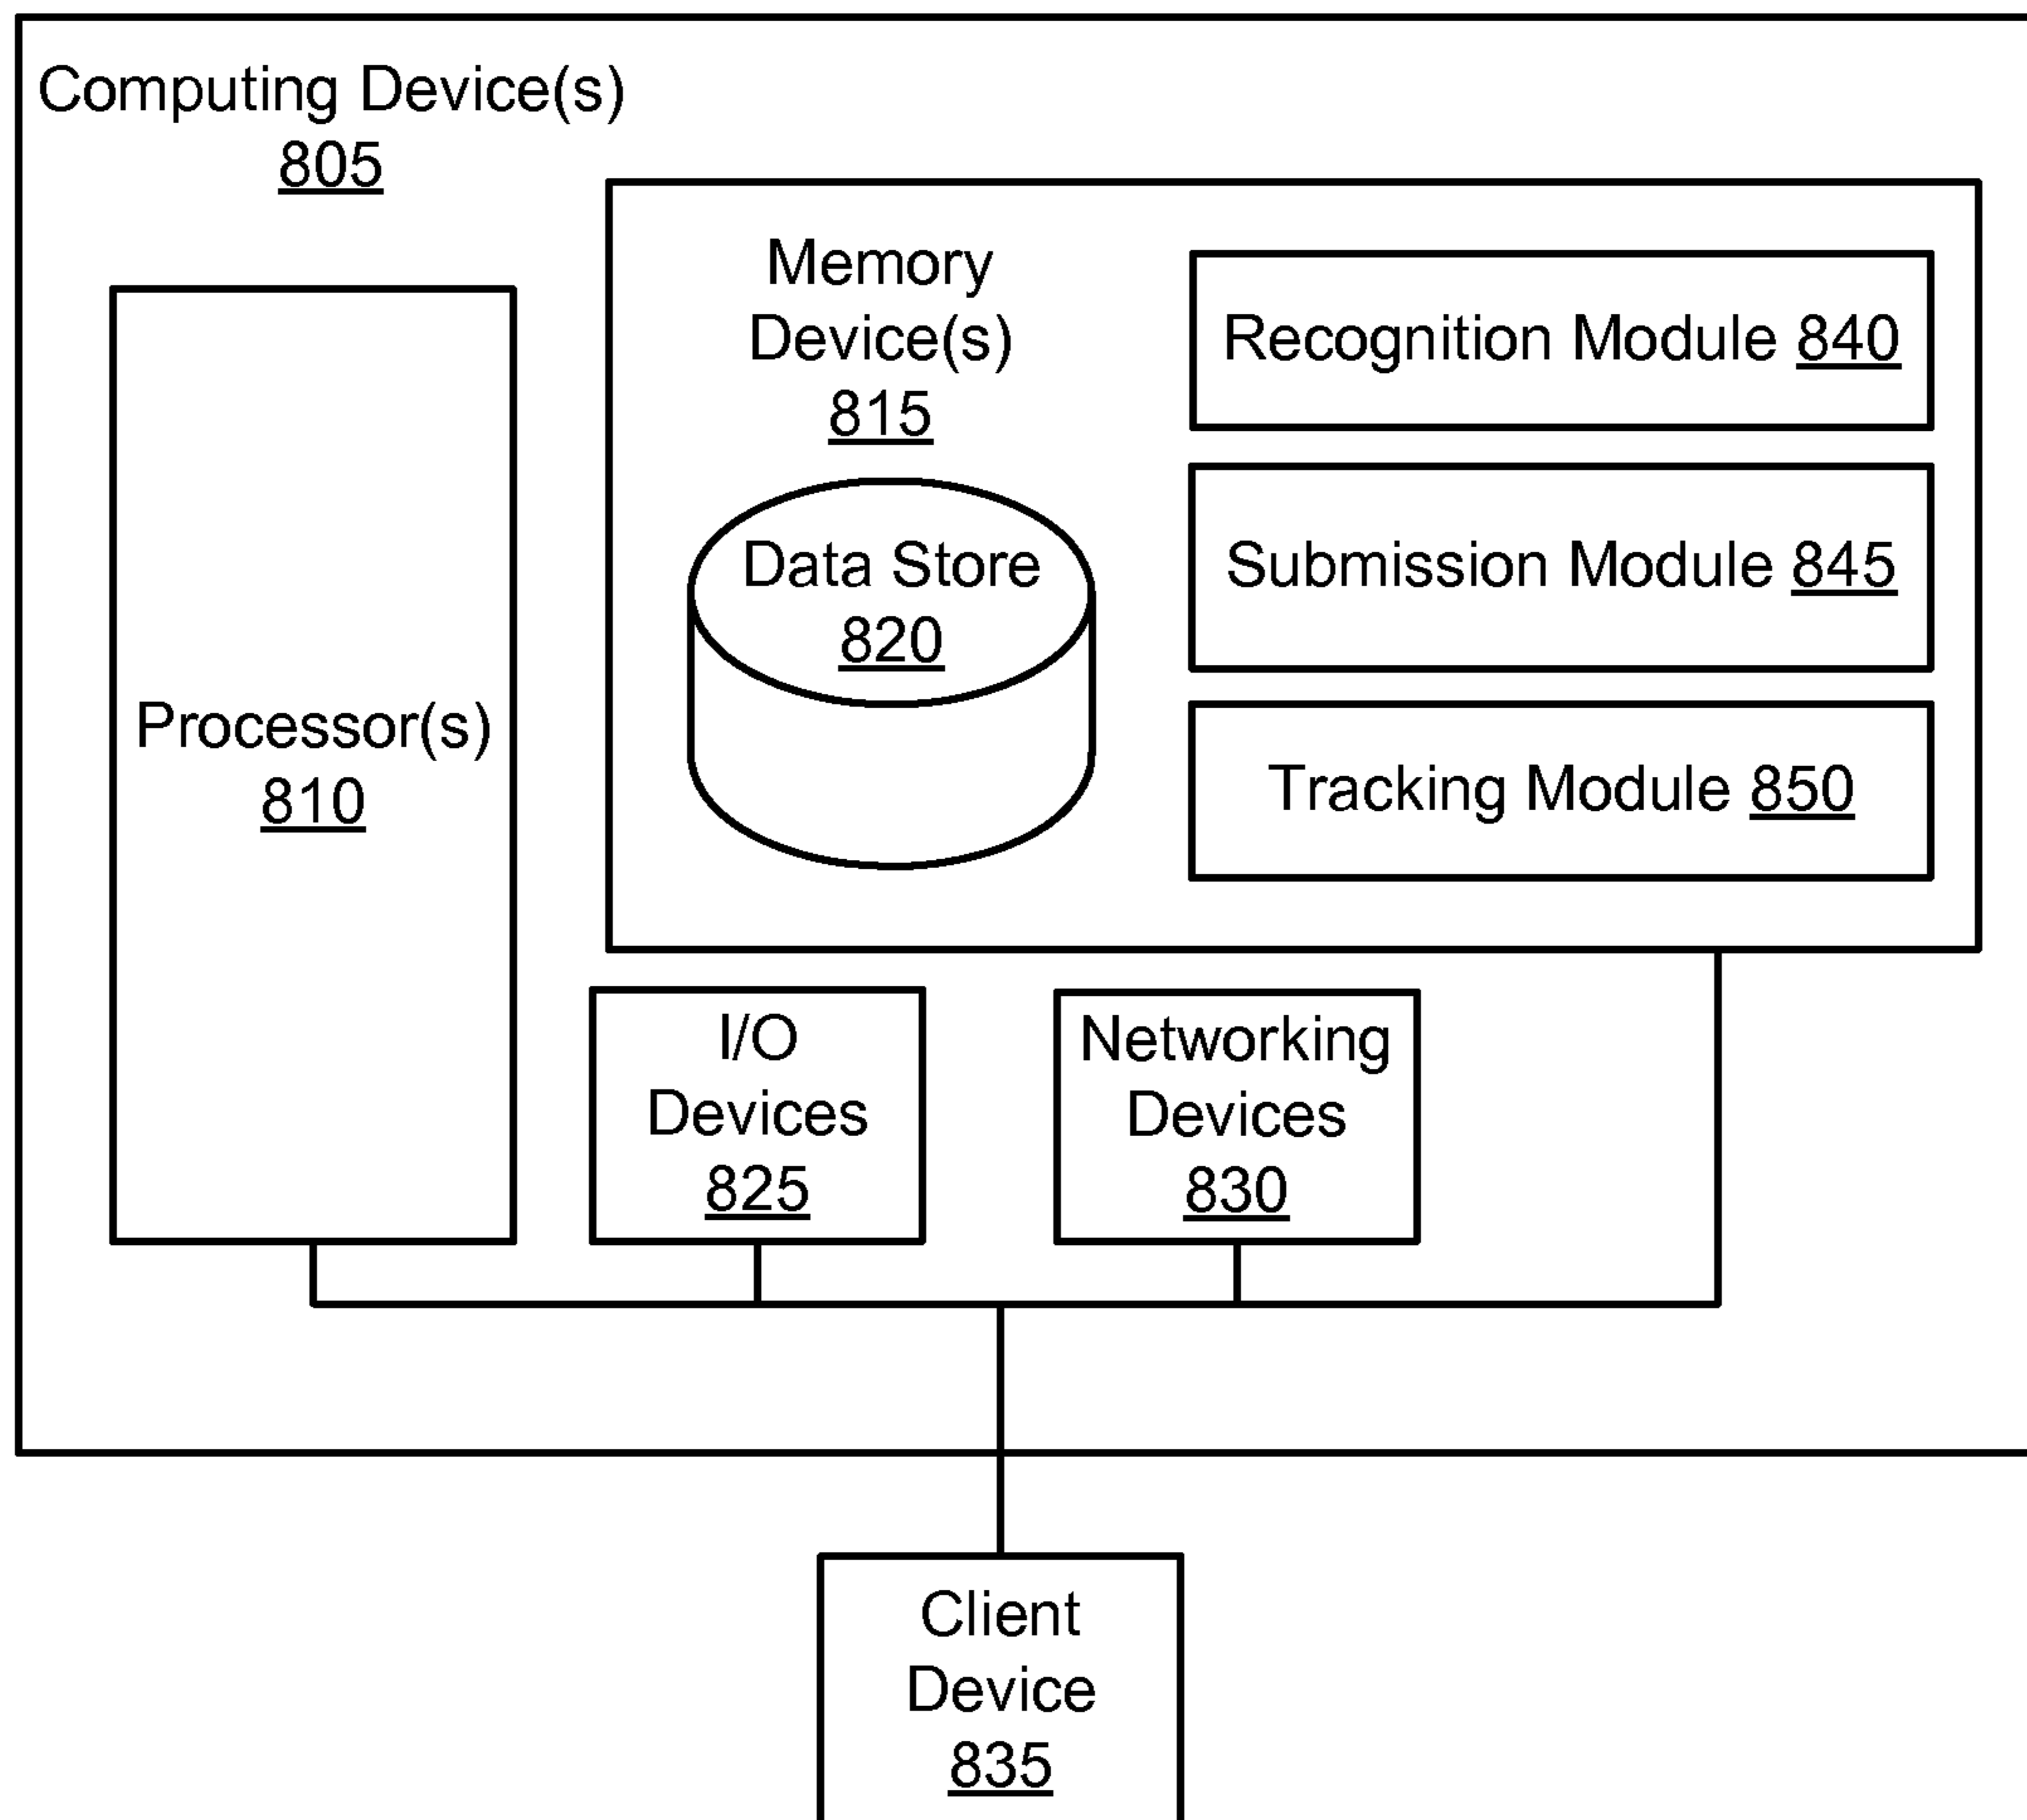 Computing Device(s)
805
Memory
Device(s)
815
Recognition Module 840
Data Store
820
Submission Module 845
Processor(s)
810
Tracking Module 850
I/O
Devices
825
Networking
Devices
830
Client
Device
835